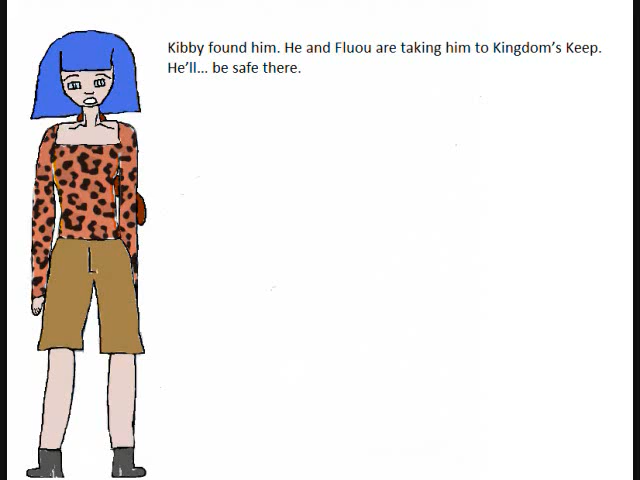 Kibby found him. He and Fluou are taking him to Kingdom’s Keep.
He’ll... be safe there.